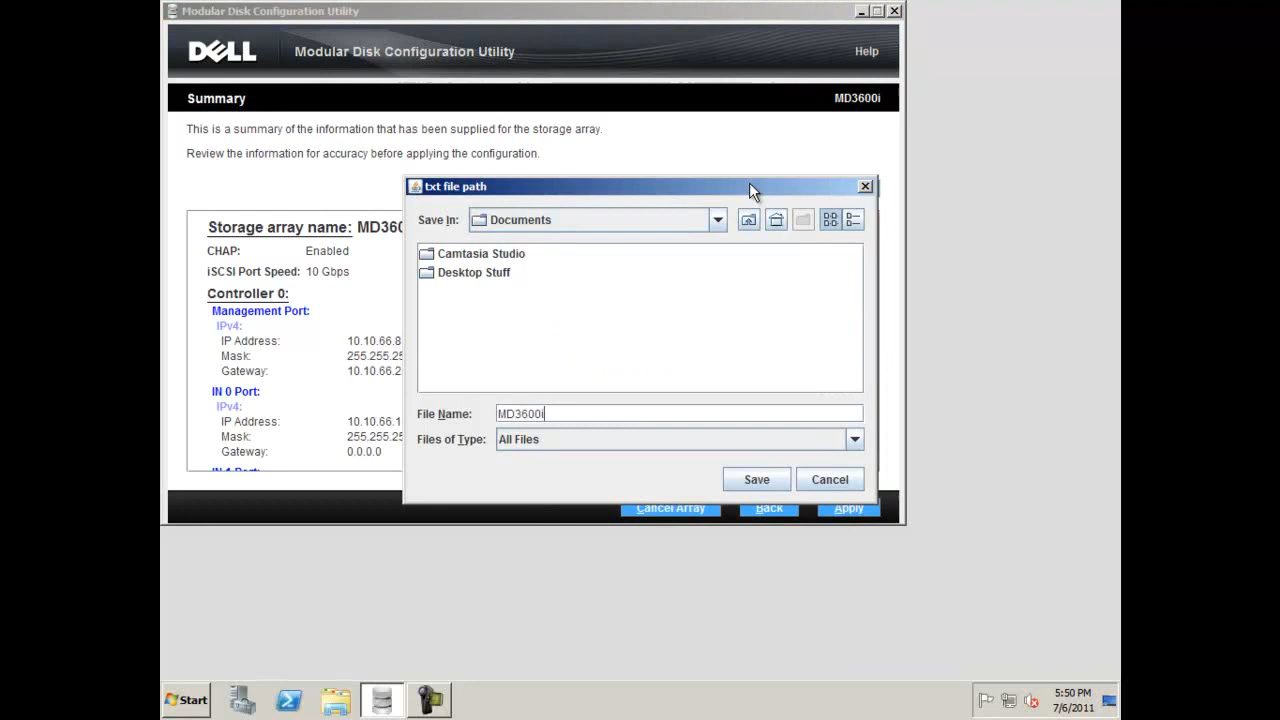 Modular Disk Configuration Utility
DELL Modular Disk Configuration Utility Help
Summary MD3600i
This is a summary of the information that has been supplied for the storage array.
Review the information for accuracy before applying the configuration.
txt file path
Save In: Documents
Camtasia Studio
Desktop Stuff
File Name: MD3600i
Files of Type: All Files
Save Cancel
Storage array name: MD360
CHAP: Enabled
iSCSI Port Speed: 10 Gbps
Controller 0:
Management Port:
IPv4:
IP Address: 10.10.66.8
Mask: 255.255.25
Gateway: 10.10.66.2
IN 0 Port:
IPv4:
IP Address: 10.10.66.1
Mask: 255.255.25
Gateway: 0.0.0.0
IN 1 Port:
Cancel Array Back Apply
Start
5:50 PM
7/6/2011